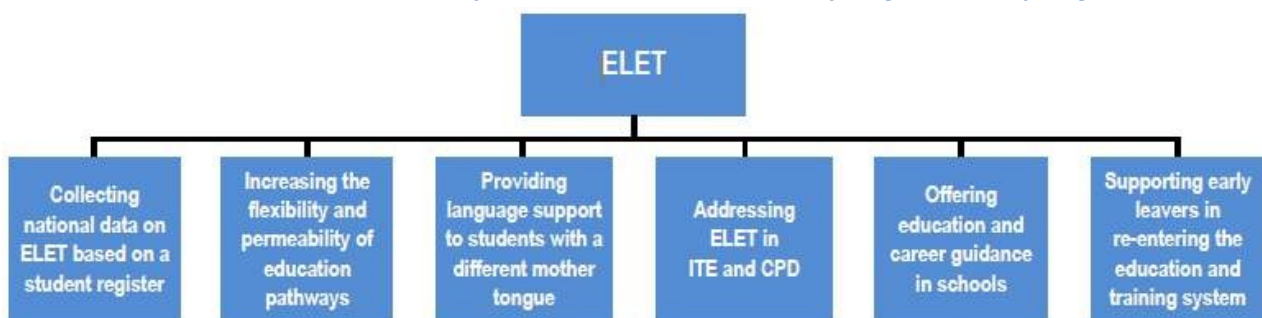 ELET
Collecting
national data on
ELET based on a
student register
Increasing the
flexibility and
permeability of
education
pathways
Providing
language support
to students with a
different mother
tongue
Addressing
ELET in
ITE and CPD
Offering
education and
career guidance
in schools
Supporting early
leavers in
re-entering the
education and
training system